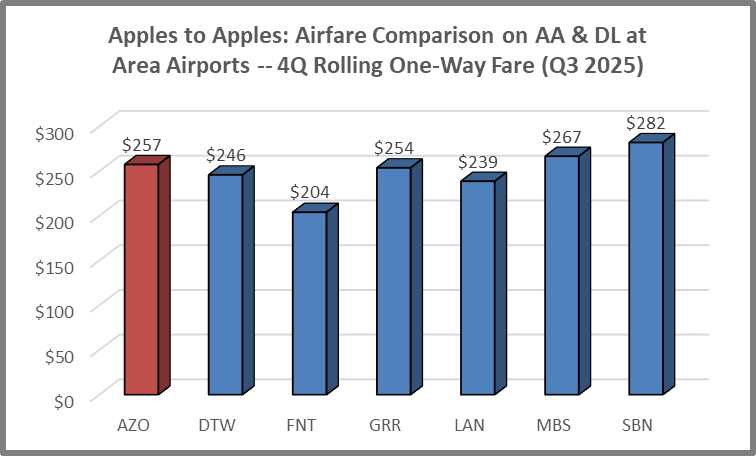 Apples to Apples: Airfare Comparison on AA & DL at
Area Airports -- 4Q Rolling One-Way Fare (Q3 2025)
$300
$250
$200
$150
$100
$50
$0
$257
$246
$204
$254
$239
$267
$282
AZO
DTW
FNT
GRR
LAN
MBS
SBN